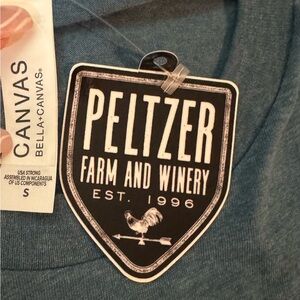 CANVAS
BELLA+CANVAS®
USA STRONG
ASSEMBLED IN NICARAGUA
OF US COMPONENTS
S
PELTZER
FARM AND WINERY
EST. 1996